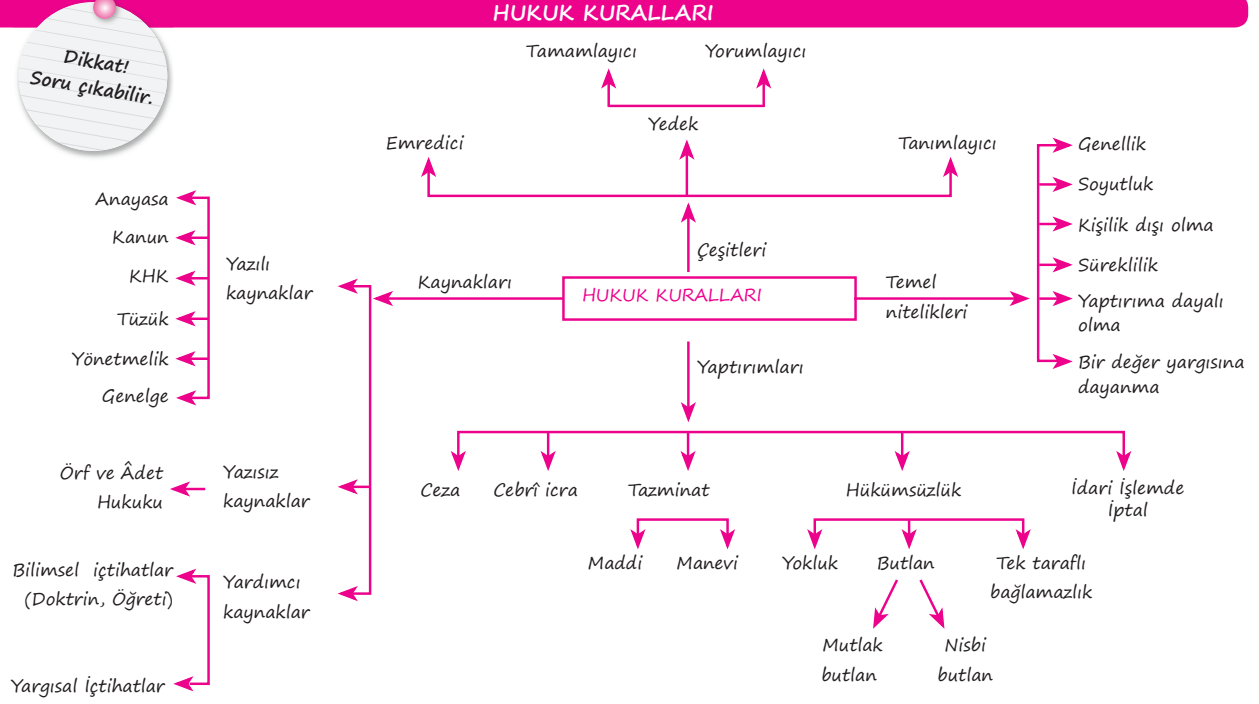 HUKUK KURALLARI
Dikkat!
Soru çıkabilir.
Tamamlayıcı
Yorumlayıcı
Yedek
Emredici
Tanımlayıcı
Çeşitleri
HUKUK KURALLARI
Kaynakları
Temel
nitelikleri
Genellik
Soyutluk
Kişilik dışı olma
Süreklilik
Yaptırıma dayalı
olma
Bir değer yargısına
dayanma
Yazılı
kaynaklar
Anayasa
Kanun
KHK
Tüzük
Yönetmelik
Genelge
Yazısız
kaynaklar
Örf ve Âdet
Hukuku
Yardımcı
kaynaklar
Bilimsel içtihatlar
(Doktrin, Öğreti)
Yargısal İçtihatlar
Yaptırımları
Ceza
Cebrî icra
Tazminat
Hükümsüzlük
İdari İşlemde
İptal
Maddi
Manevi
Yokluk
Butlan
Tek taraflı
bağlamazlık
Mutlak
butlan
Nisbi
butlan